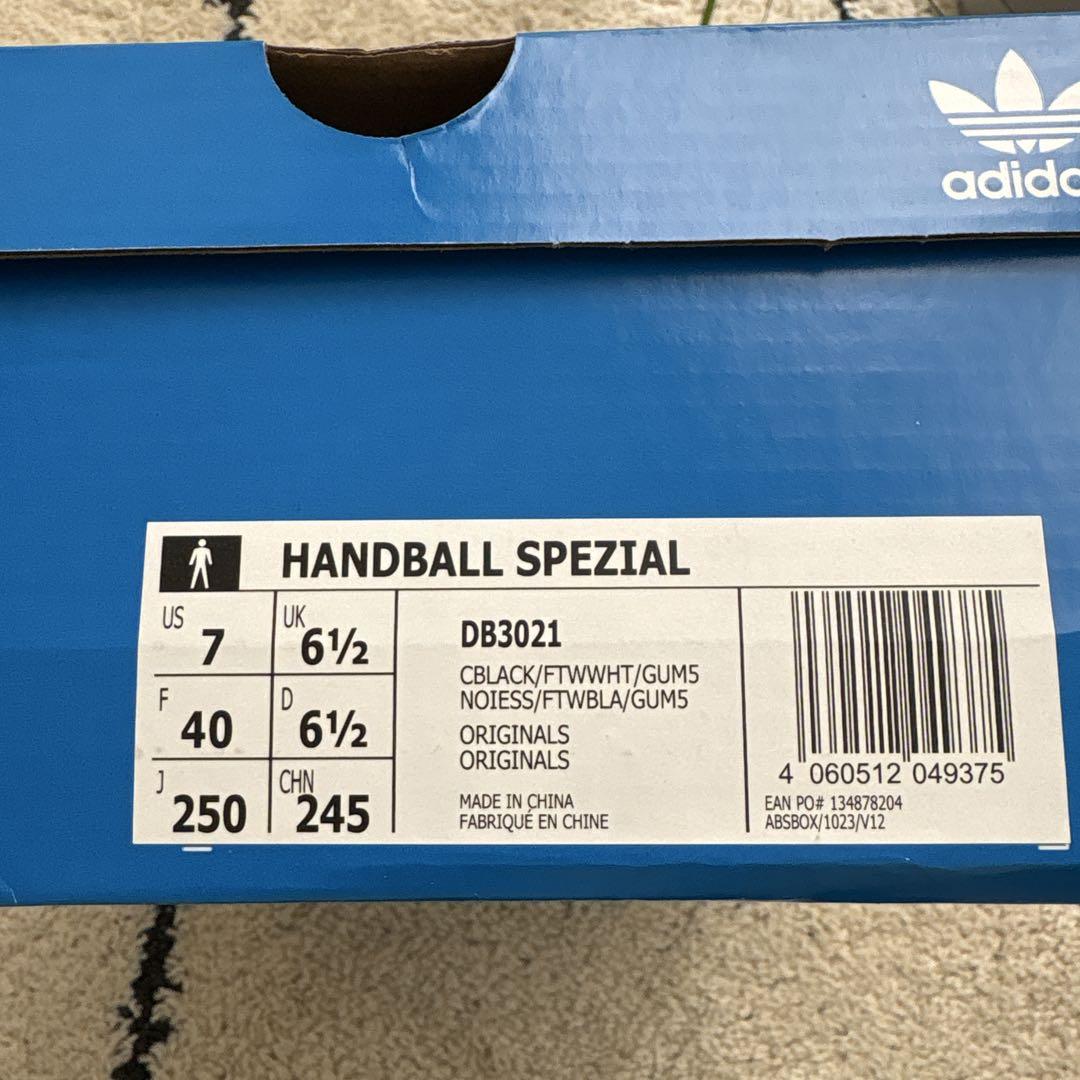 adidas
HANDBALL SPEZIAL
US 7
UK 6½
F 40
D 6½
J 250
CHN 245
DB3021
CBLACK/FTWWHT/GUM5
NOIESS/FTWBLA/GUM5
ORIGINALS
ORIGINALS
MADE IN CHINA
FABRIQUÉ EN CHINE
4 060512 049375
EAN PO# 134878204
ABSBOX/1023/V12